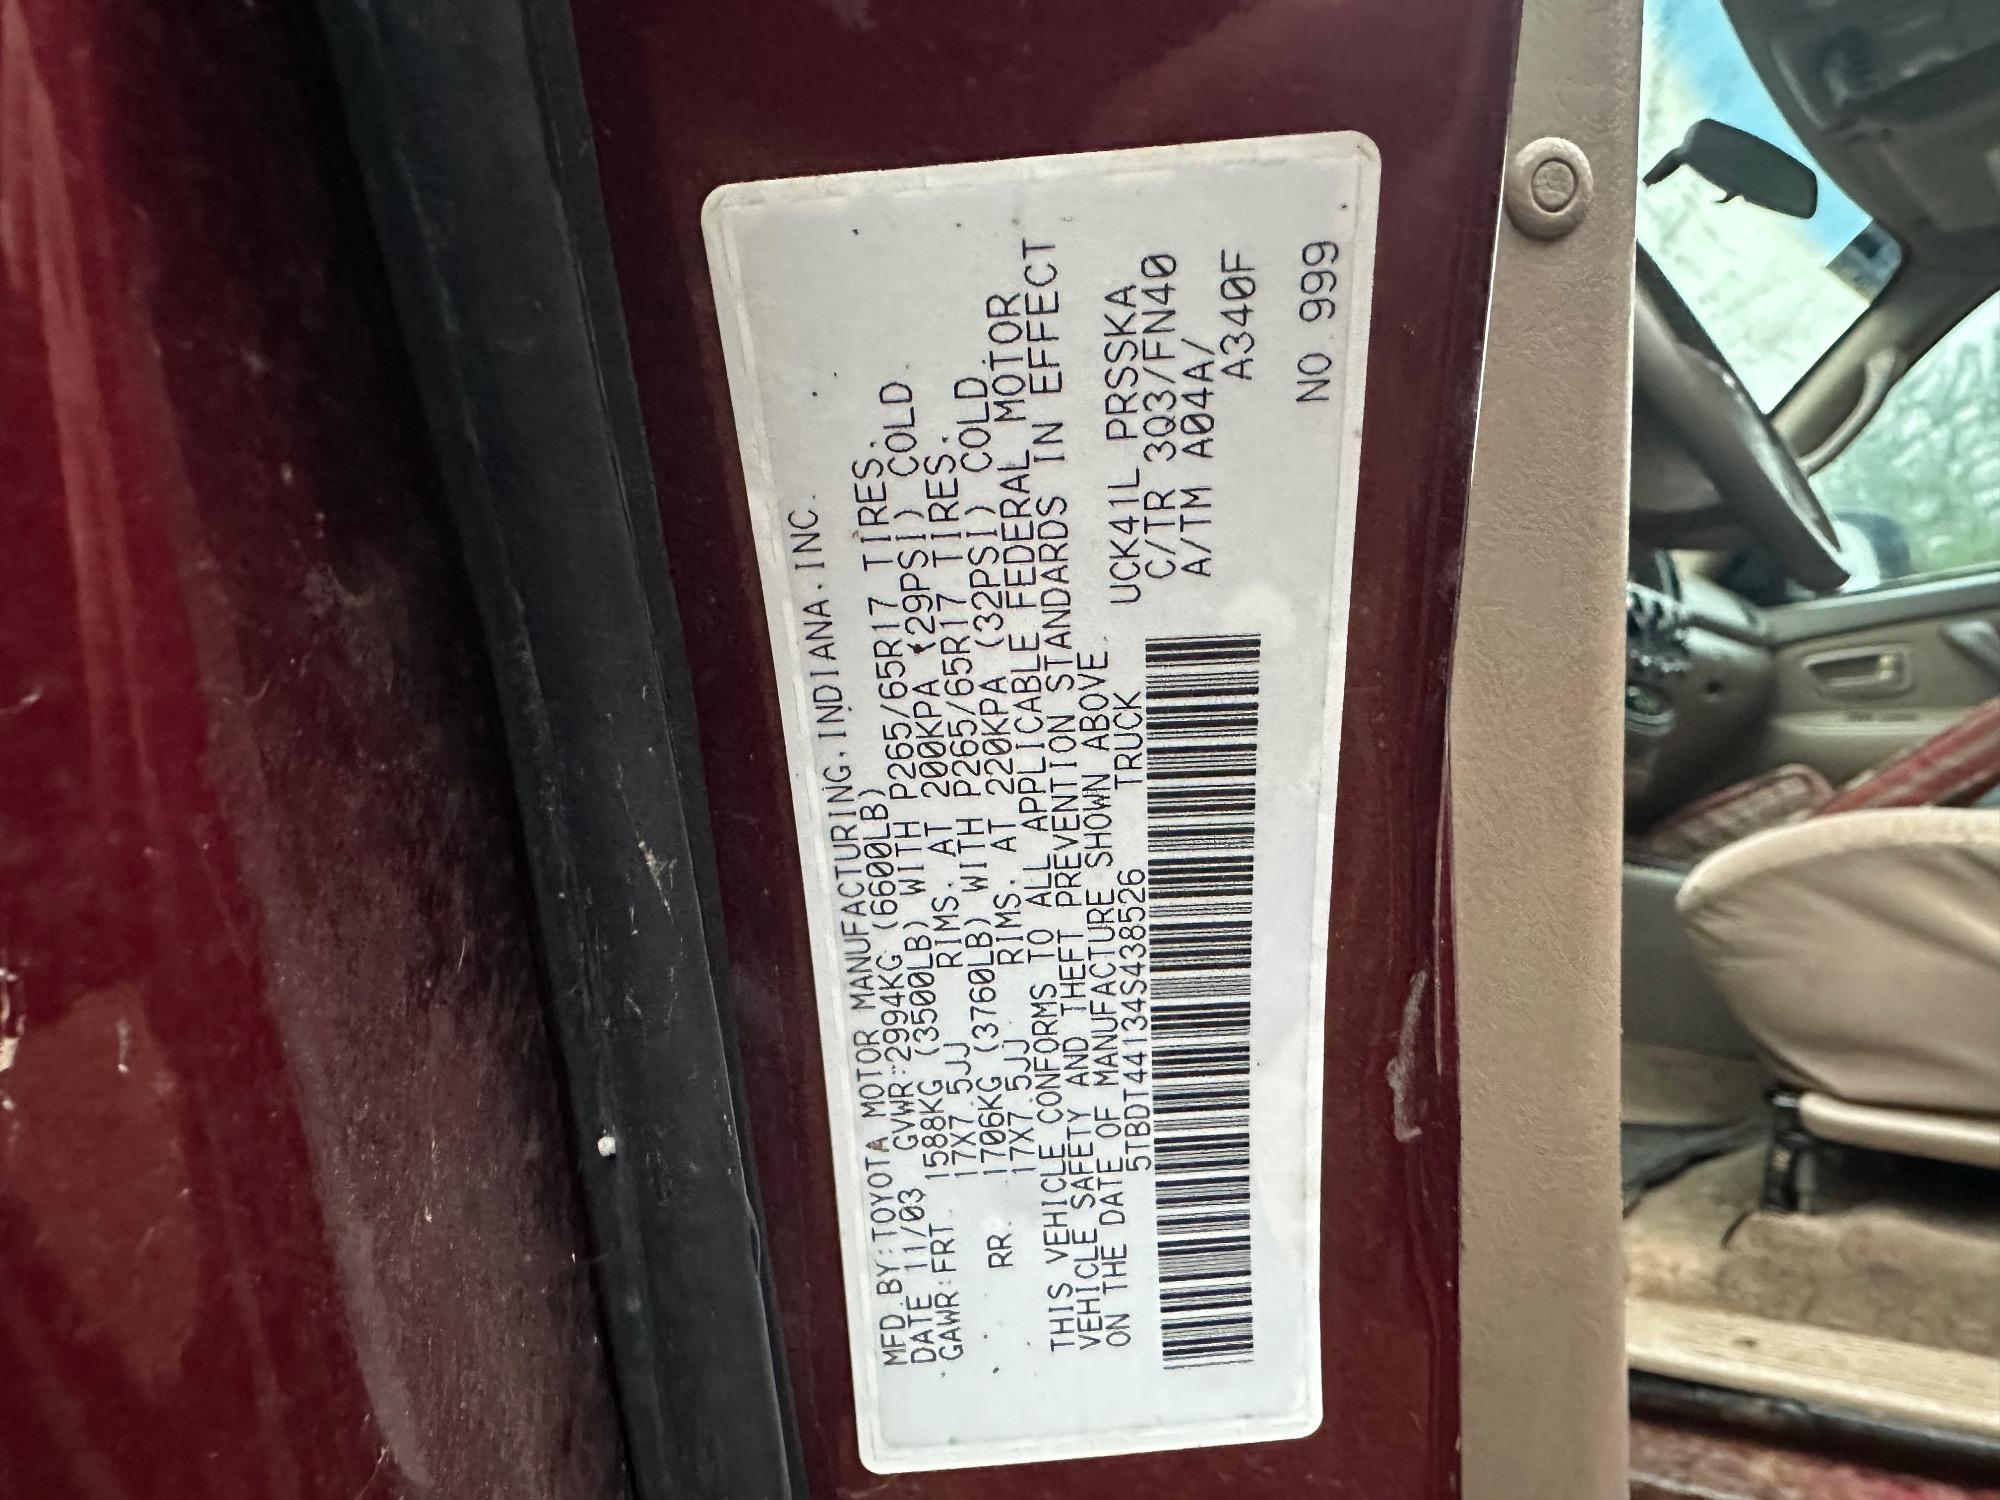 MFD. BY:TOYOTA MOTOR MANUFACTURING, INDIANA, INC.
DATE 11/03 GVWR:2994KG (6600LB)
GAWR:FRT. 1588KG (3500LB) WITH P265/65R17 TIRES.
17X7.5JJ RIMS. AT 200KPA (29PSI) COLD
RR. 1706KG (3760LB) WITH P265/65R17 TIRES.
17X7.5JJ RIMS. AT 220KPA (32PSI) COLD
THIS VEHICLE CONFORMS TO ALL APPLICABLE FEDERAL MOTOR
VEHICLE SAFETY AND THEFT PREVENTION STANDARDS IN EFFECT
ON THE DATE OF MANUFACTURE SHOWN ABOVE.
5TBDT44134S438526 TRUCK
UCK41L PRSSKA
C/TR 3Q3/FN40
A/TM A04A/
A340F
NO. 999